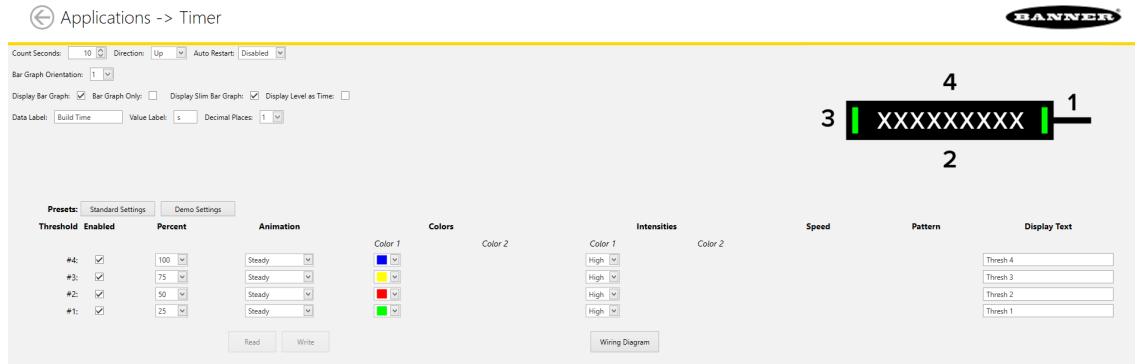 Applications -> Timer
BANNER
Count Seconds: 10 Direction: Up Auto Restart: Disabled
Bar Graph Orientation: 1
Display Bar Graph: Bar Graph Only: Display Slim Bar Graph: Display Level as Time:
Data Label: Build Time Value Label: s Decimal Places: 1
4
3 XXXXXXXXX 1
2
Presets: Standard Settings Demo Settings
Threshold Enabled Percent Animation Colors Intensities Speed Pattern Display Text
Color 1 Color 2 Color 1 Color 2
#4: 100 Steady High Thresh 4
#3: 75 Steady High Thresh 3
#2: 50 Steady High Thresh 2
#1: 25 Steady High Thresh 1
Read Write Wiring Diagram